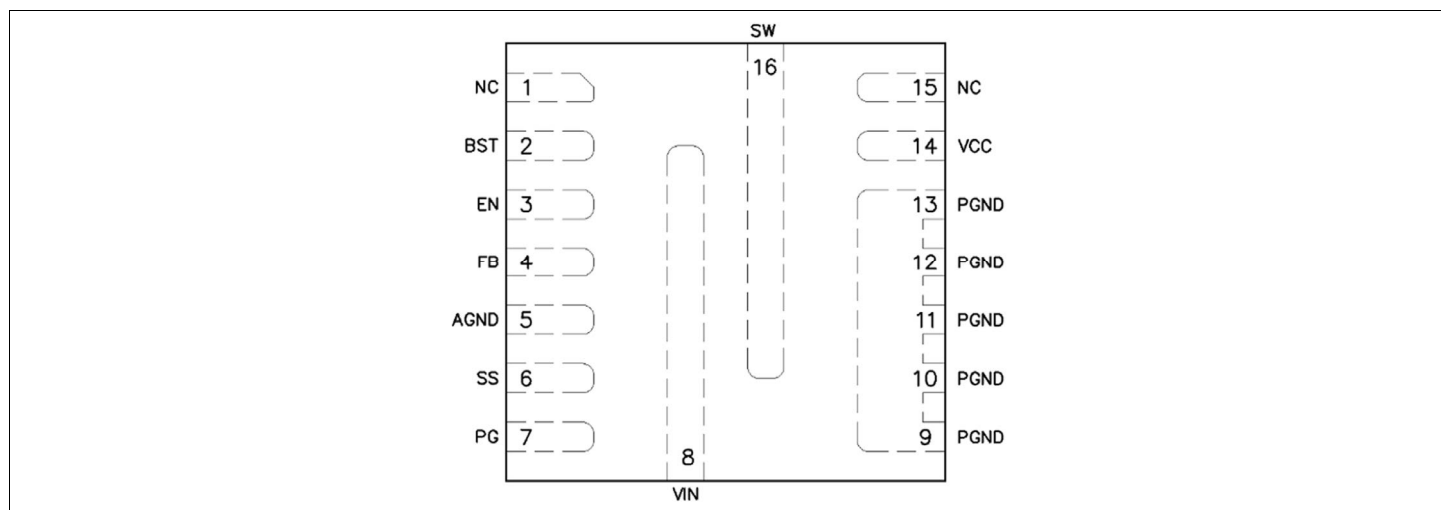 SW
16
NC 1 15 NC
BST 2 14 VCC
EN 3 13 PGND
FB 4 12 PGND
AGND 5 11 PGND
SS 6 10 PGND
PG 7 9 PGND
8
VIN